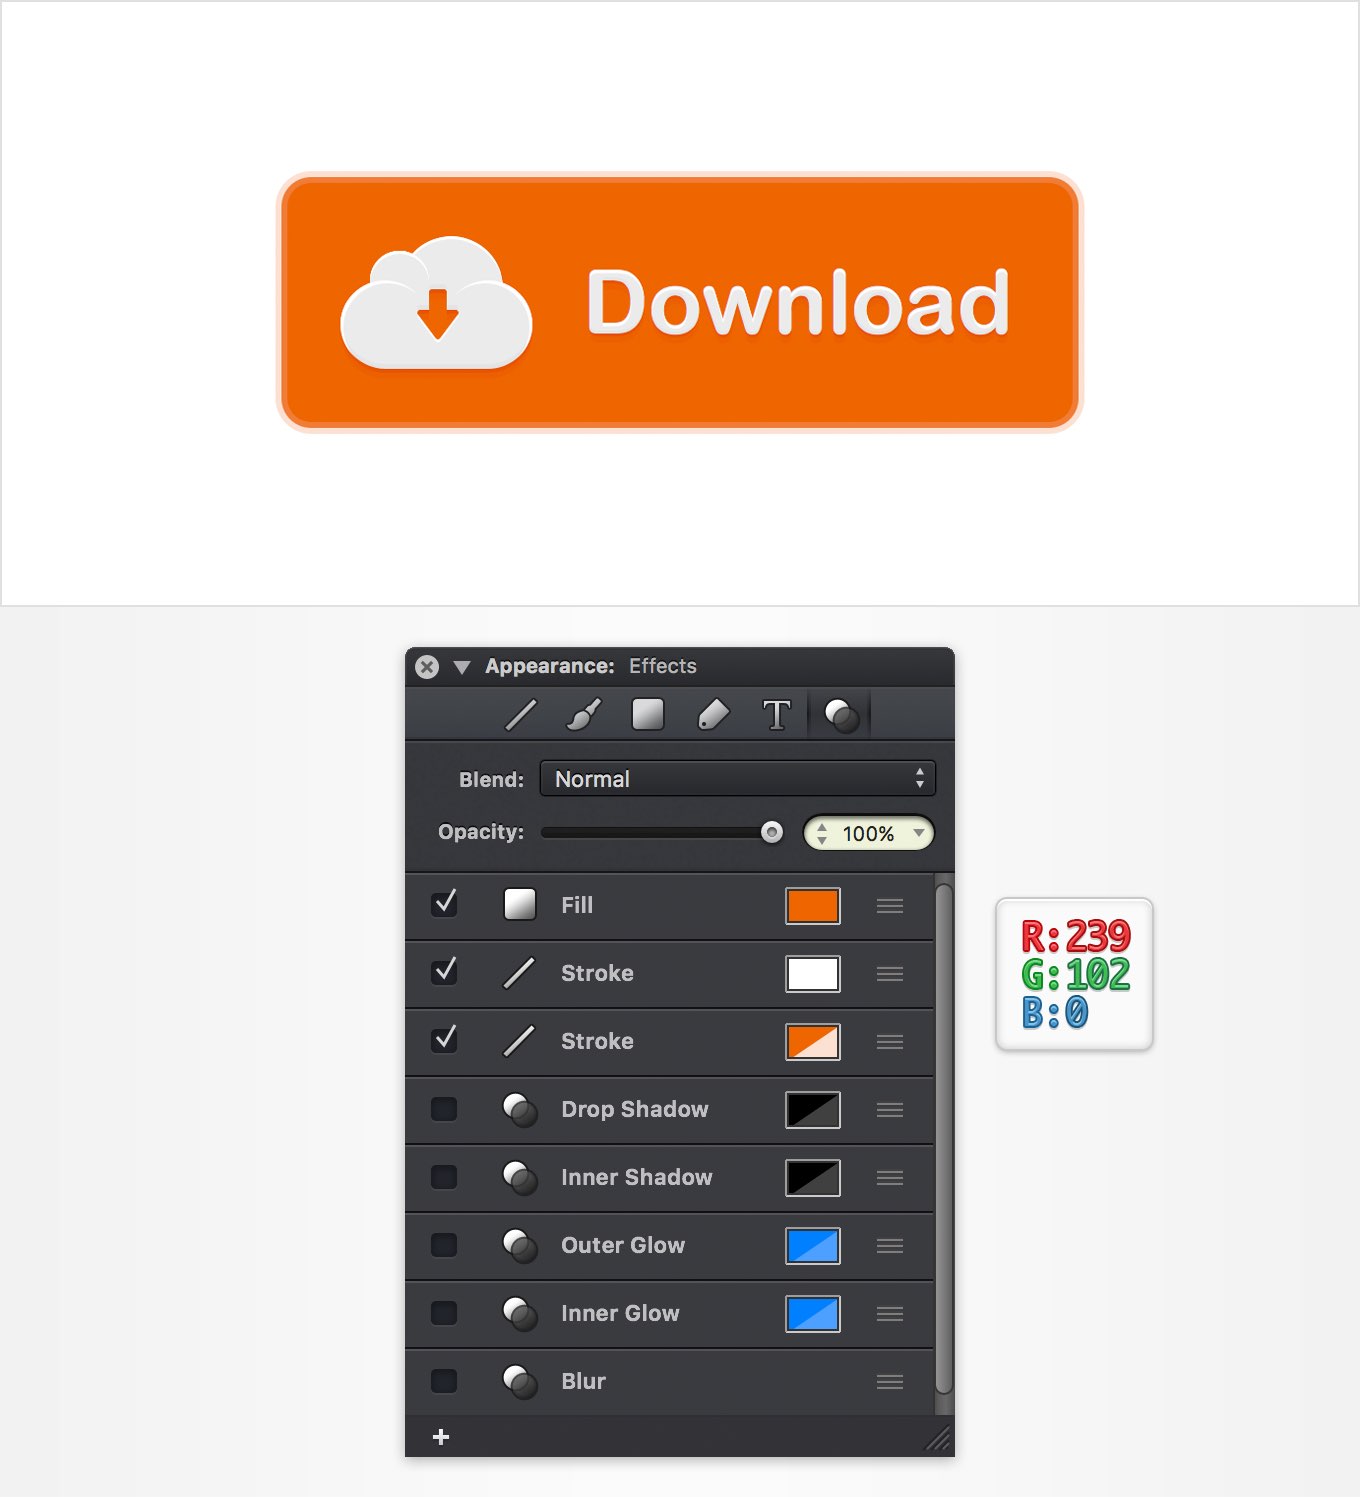 Download
Appearance: Effects
T
Blend: Normal
Opacity: 100%
Fill
Stroke
Stroke
Drop Shadow
Inner Shadow
Outer Glow
Inner Glow
Blur
R:239
G:102
B:0